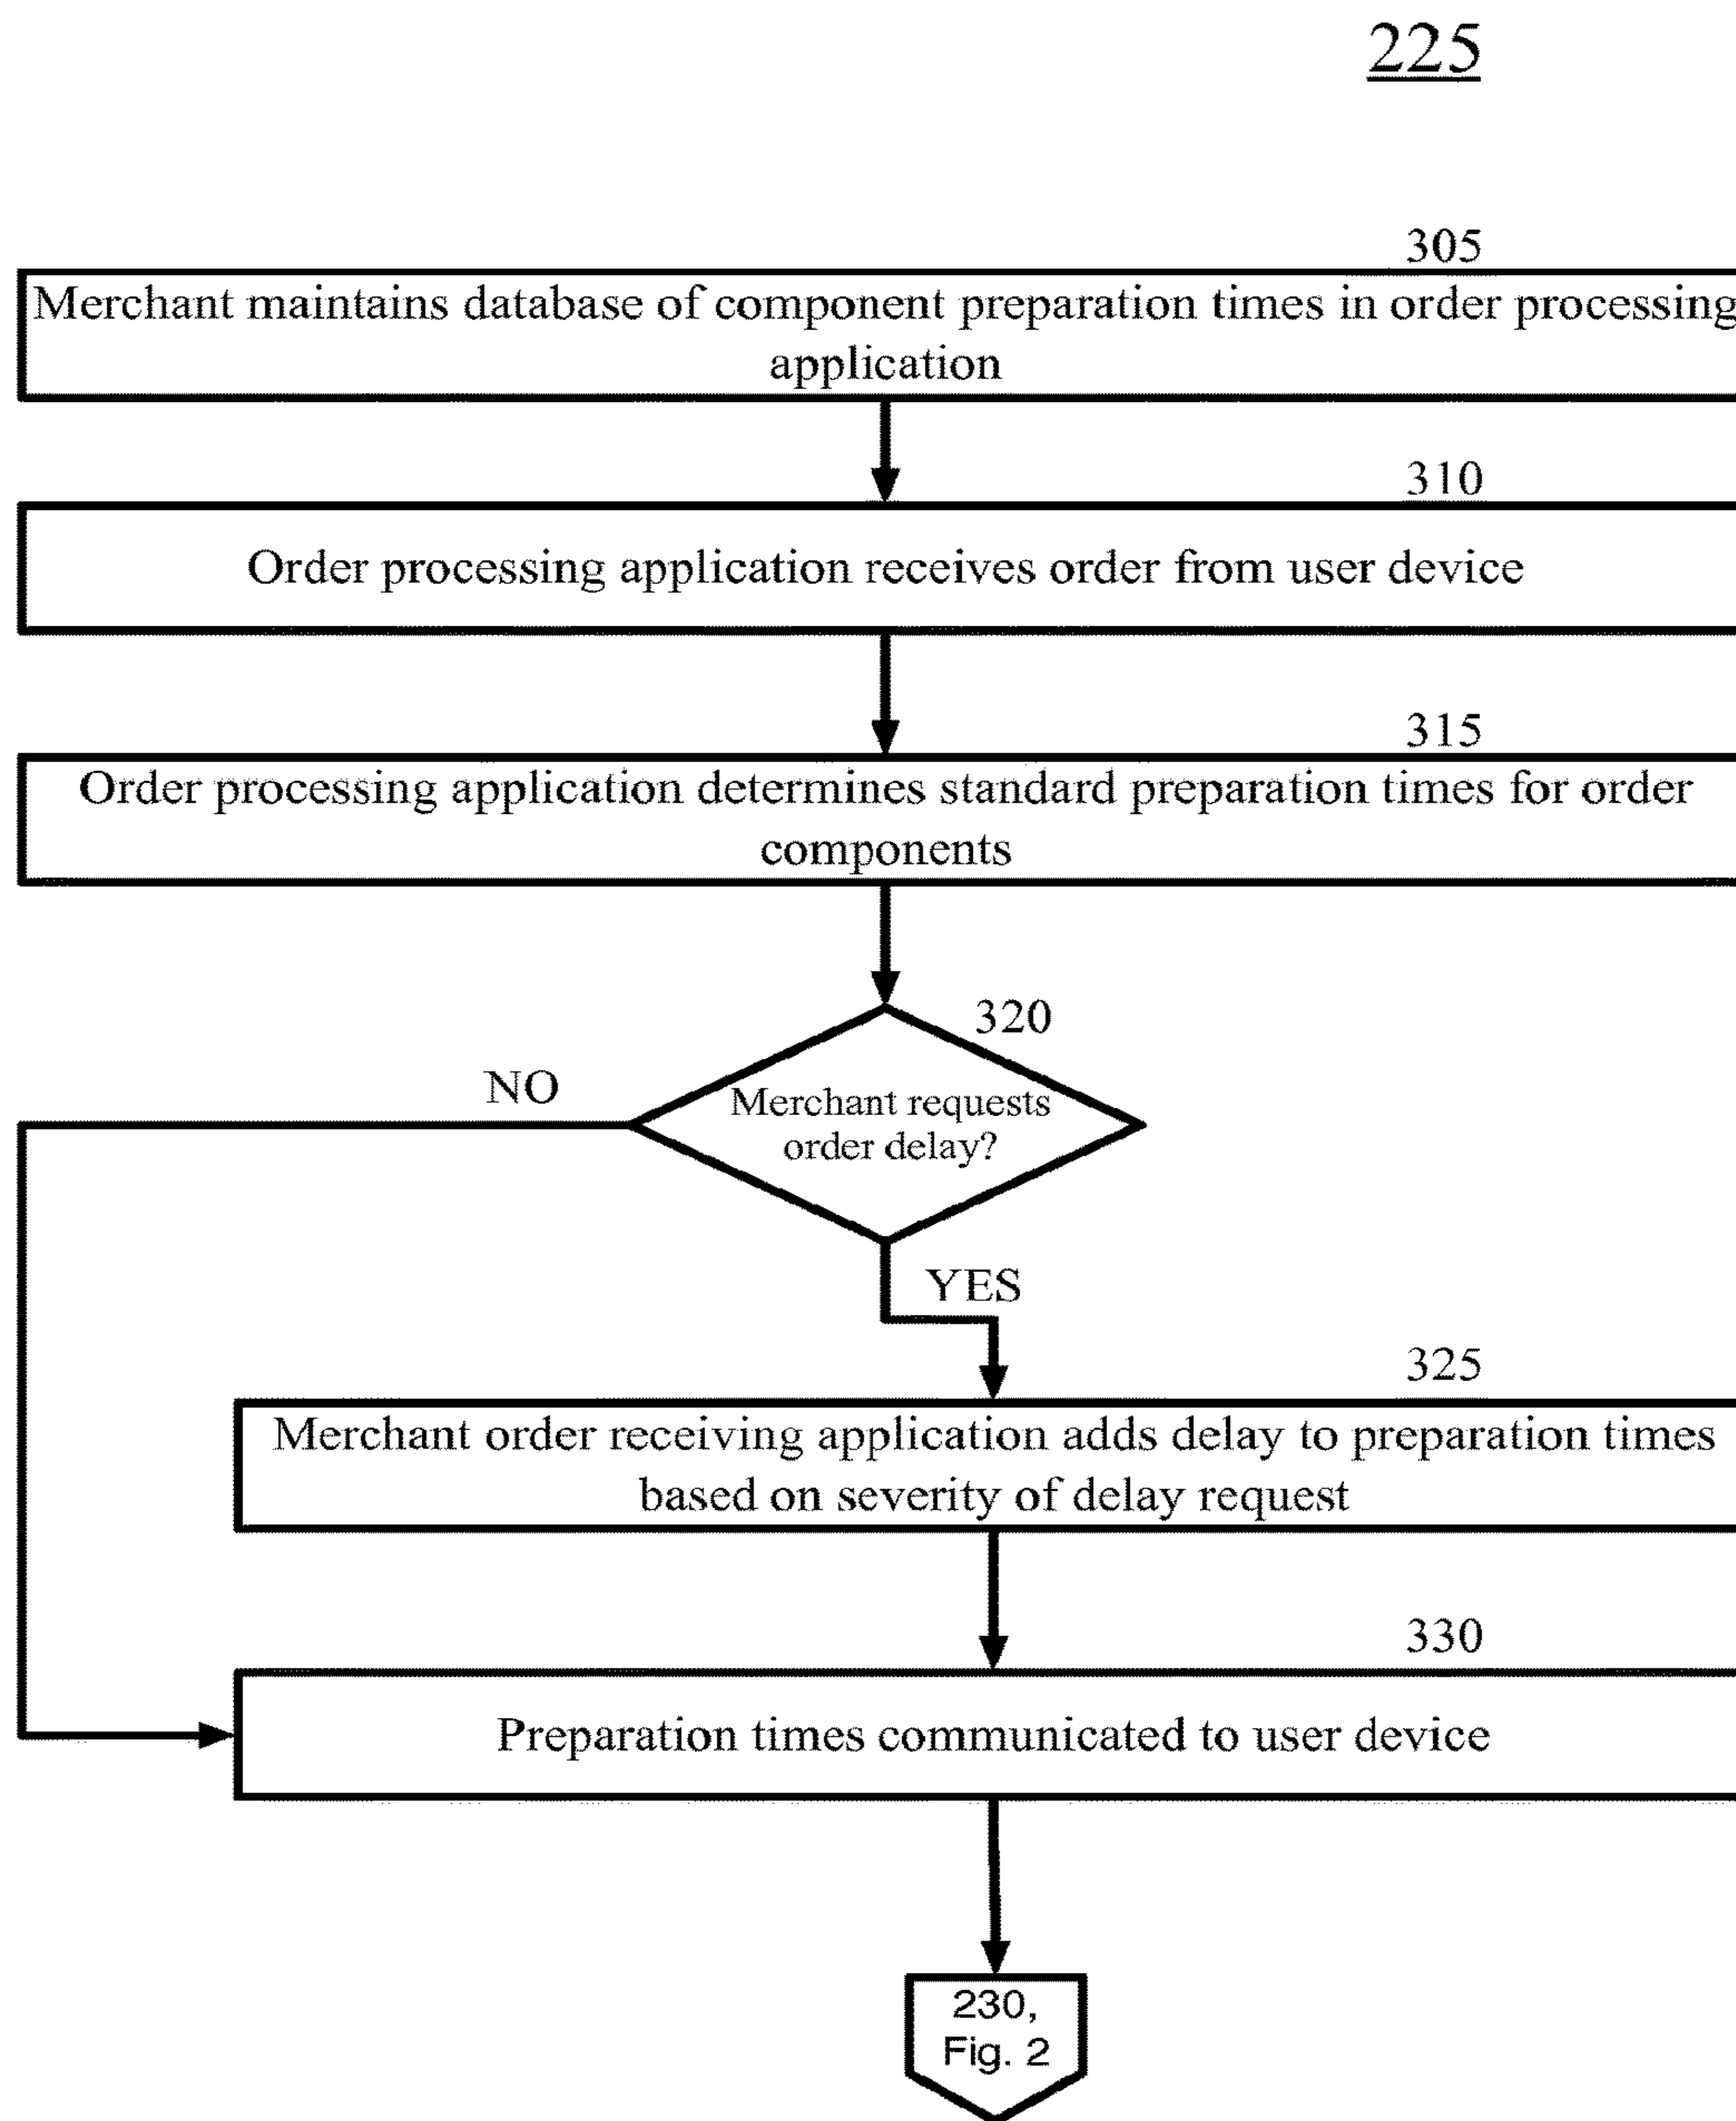 225
305
Merchant maintains database of component preparation times in order processing
application
310
Order processing application receives order from user device
315
Order processing application determines standard preparation times for order
components
320
NO
Merchant requests
order delay?
YES
325
Merchant order receiving application adds delay to preparation times
based on severity of delay request
330
Preparation times communicated to user device
230,
Fig. 2